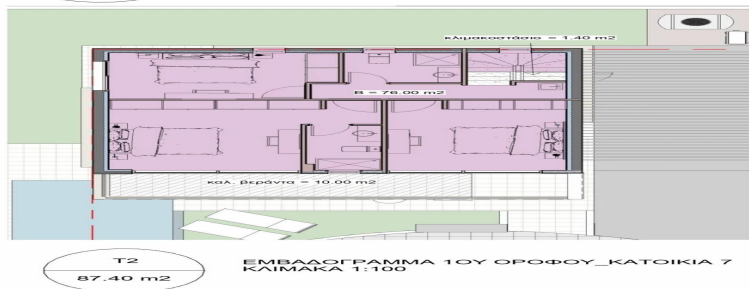 κλιμακοστάσιο = 1.40 m2
B = 76.00 m2
καλ. βεράντα = 10.00 m2
T2
87.40 m2
ΕΜΒΑΔΟΓΡΑΜΜΑ 1ΟΥ ΟΡΟΦΟΥ_ΚΑΤΟΙΚΙΑ 7
ΚΛΙΜΑΚΑ 1:100